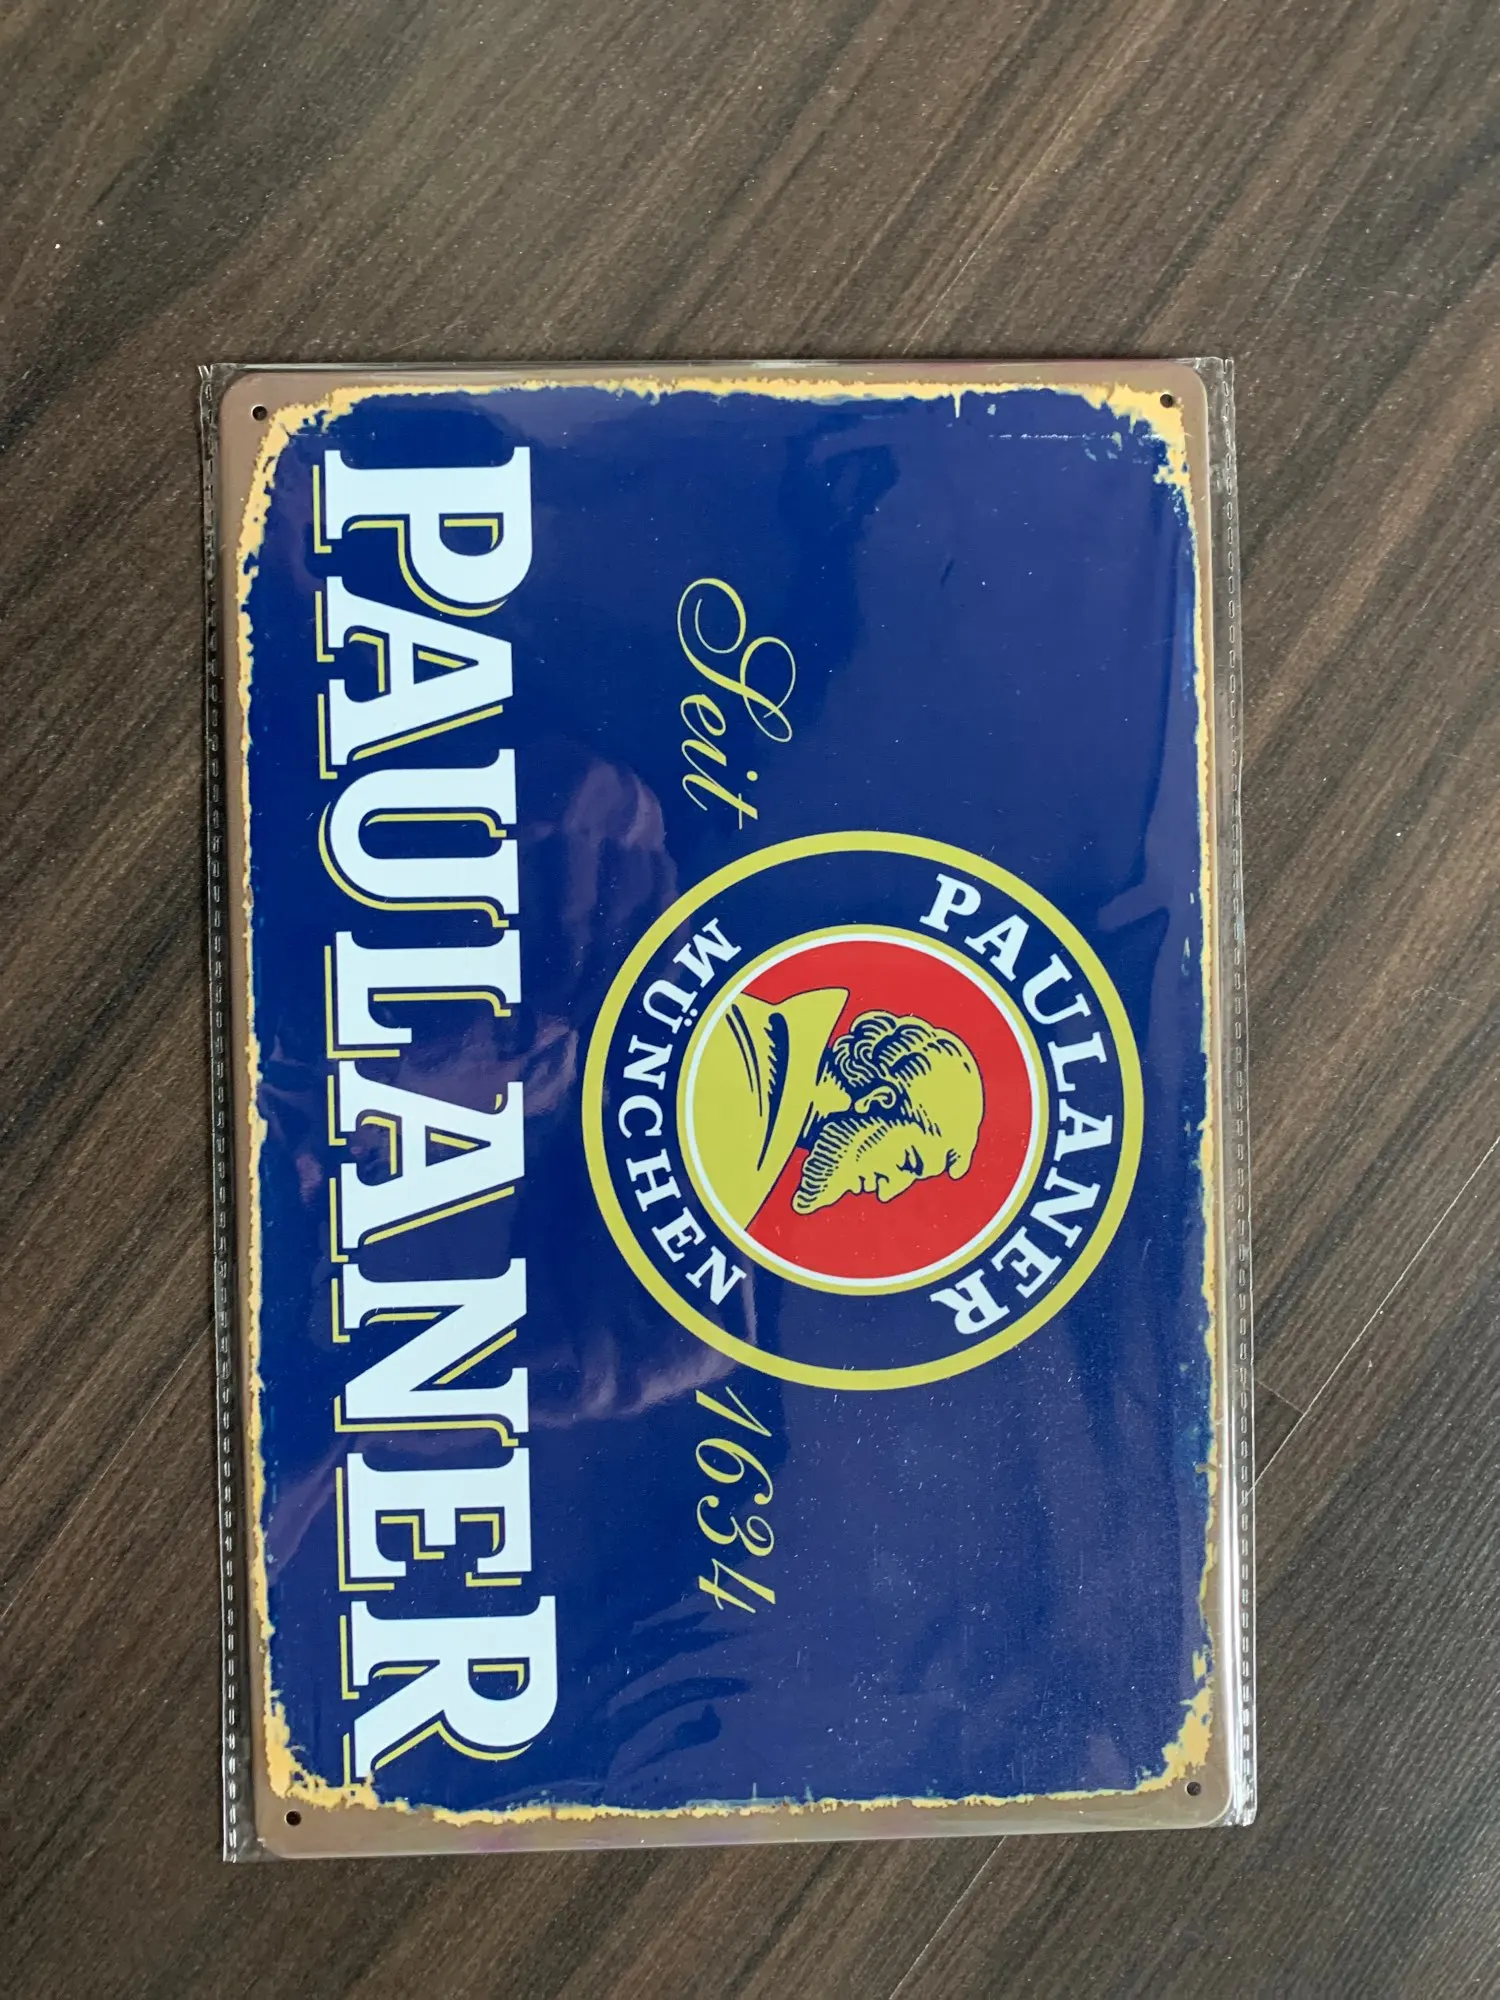 PAULANER
MÜNCHEN
Seit 1634
PAULANER